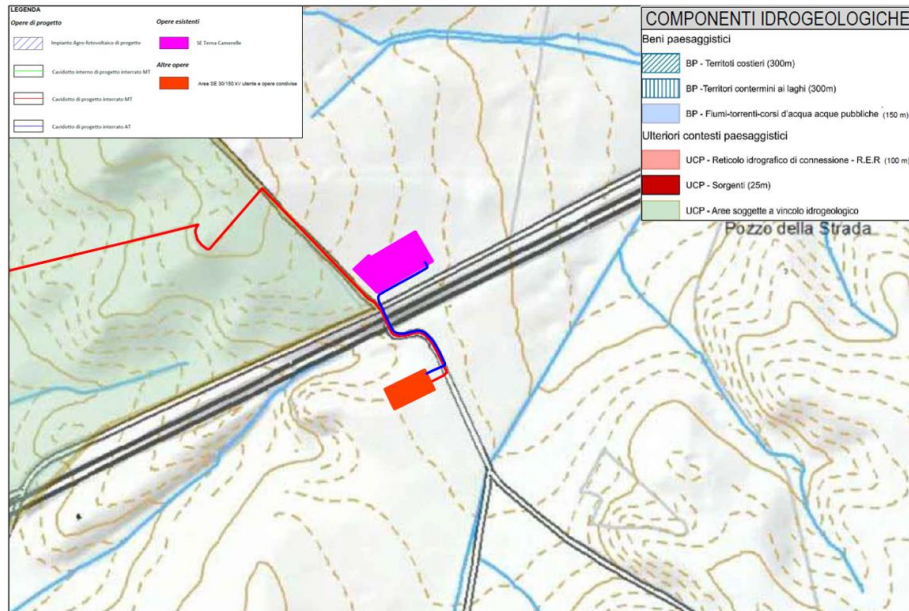 LEGENDA
Opere di progetto
Impianto Agro-Fotovoltaico di progetto
Cavidotto interno di progetto interrato MT
Cavidotto di progetto interrato MT
Cavidotto di progetto interrato AT
Opere esistenti
SE Terna Camerelle
Altre opere
Area SE 30/150 kV utente e opere condivise
COMPONENTI IDROGEOLOGICHE
Beni paesaggistici
BP - Territoti costieri (300m)
BP -Territori contermini ai laghi (300m)
BP - Fiumi-torrenti-corsi d'acqua acque pubbliche (150 m)
Ulteriori contesti paesaggistici
UCP - Reticolo idrografico di connessione - R.E.R (100 m)
UCP - Sorgenti (25m)
UCP - Aree soggette a vincolo idrogeologico
Pozzo della Strada